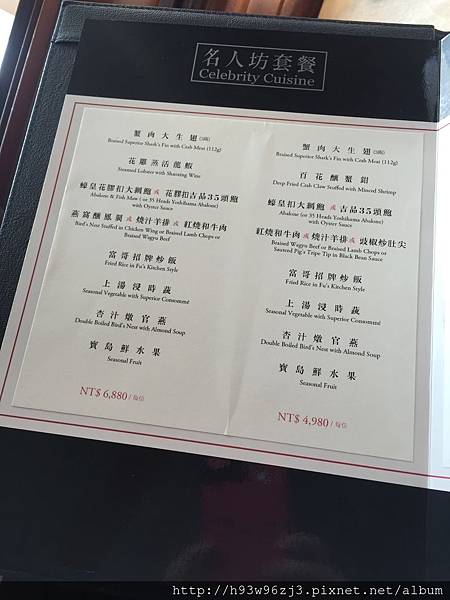 名人坊套餐
Celebrity Cuisine
蟹肉大生翅
Braised Superior Shark's Fin with Crab Meat (112g)
花雕蒸活龍蝦
Steamed Lobster with Shaoxing Wine
蠔皇花膠扣大網鮑 或 花膠扣吉品35頭鮑
Abalone & Fish Maw ( or 35 Heads Yoshihama Abalone)
with Oyster Sauce
燕窩釀鳳翼 或 燒汁羊排 或 紅燒和牛肉
Bird's Nest Stuffed in Chicken Wing or Braised Lamb Chops or
Braised Wagyu Beef
富哥招牌炒飯
Fried Rice in Fu's Kitchen Style
上湯浸時蔬
Seasonal Vegetable with Superior Consommé
杏汁燉官燕
Double Boiled Bird's Nest with Almond Soup
寶島鮮水果
Seasonal Fruit
NT$ 6,880 / 每位
蟹肉大生翅
Braised Superior Shark's Fin with Crab Meat (112g)
百花釀蟹鉗
Deep Fried Crab Claw Stuffed with Minced Shrimp
蠔皇扣大網鮑 或 吉品35頭鮑
Abalone (or 35 Heads Yoshihama Abalone)
with Oyster Sauce
紅燒和牛肉 或 燒汁羊排 或 豉椒炒肚尖
Braised Wagyu Beef or Braised Lamb Chops or
Sauteed Pig's Tripe Tip in Black Bean Sauce
富哥招牌炒飯
Fried Rice in Fu's Kitchen Style
上湯浸時蔬
Seasonal Vegetable with Superior Consommé
杏汁燉官燕
Double Boiled Bird's Nest with Almond Soup
寶島鮮水果
Seasonal Fruit
NT$ 4,980 / 每位
http://h93w96zj3.pixnet.net/album